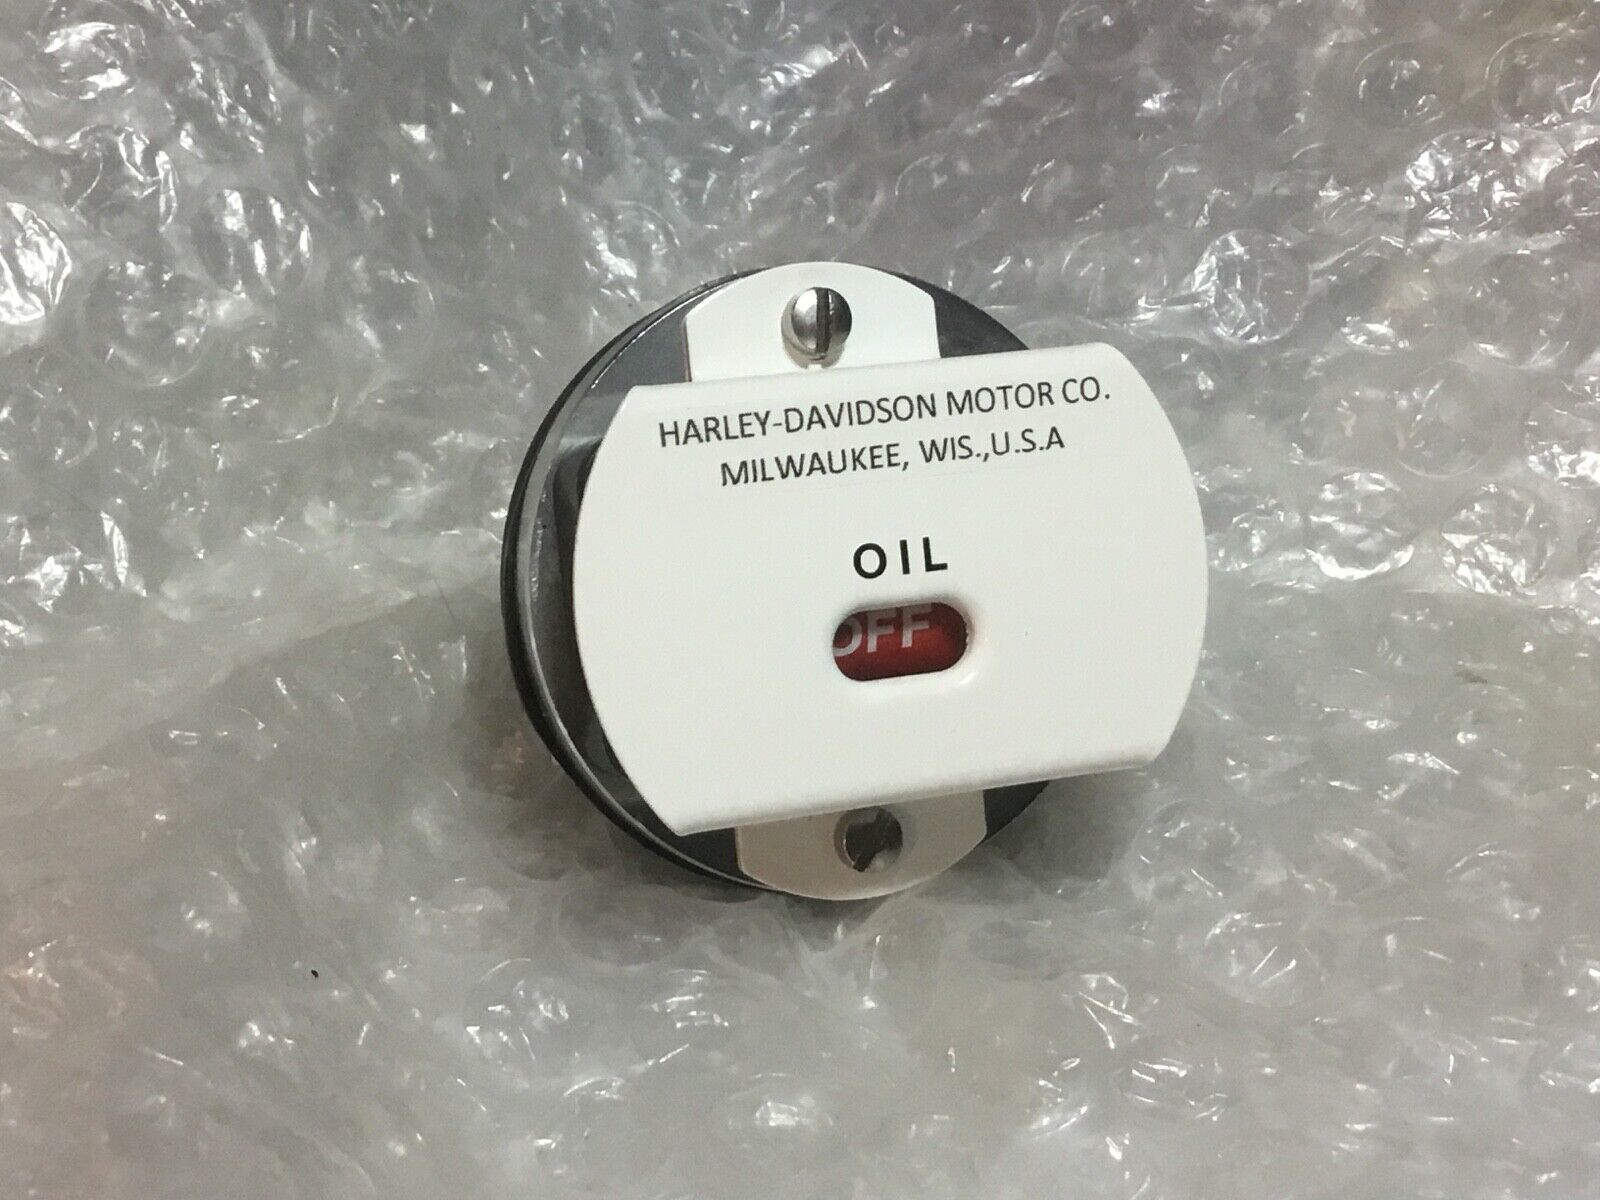 HARLEY-DAVIDSON MOTOR CO.
MILWAUKEE, WIS.,U.S.A
OIL
OFF